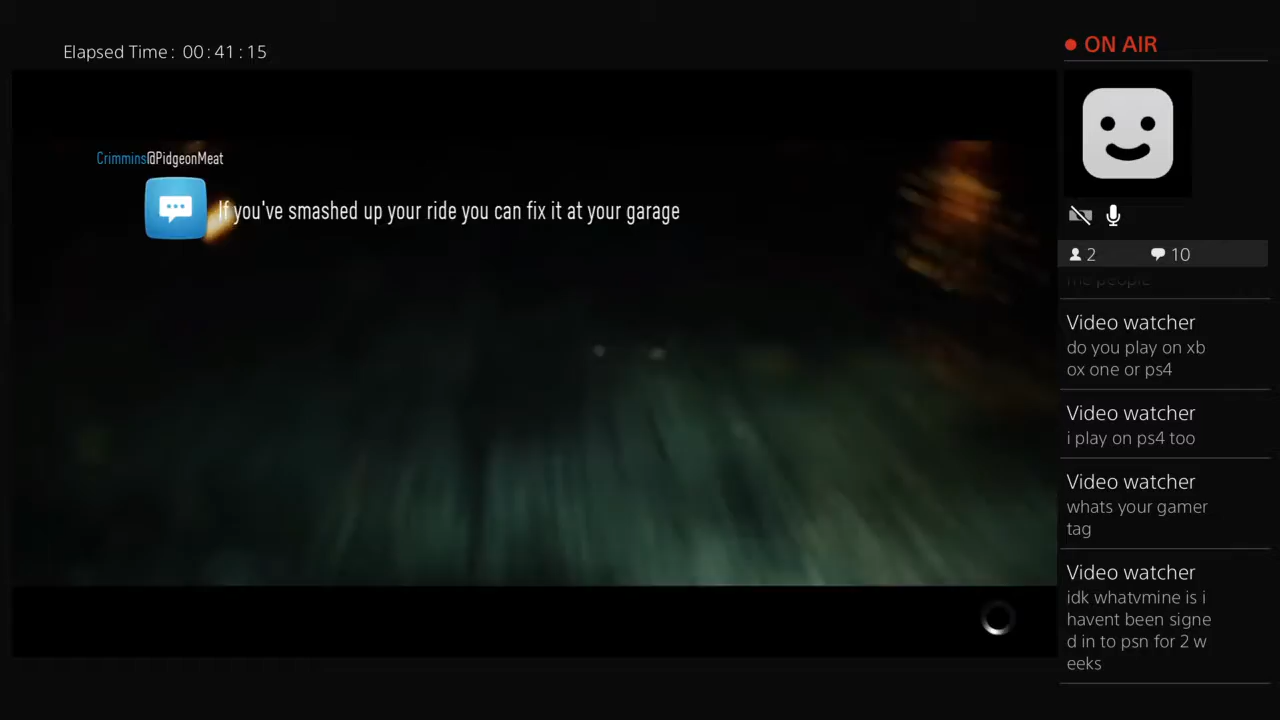 Elapsed Time: 00:41:15
ON AIR
Crimmins@PidgeonMeat
If you've smashed up your ride you can fix it at your garage
2 10
Video watcher
do you play on xb
ox one or ps4
Video watcher
i play on ps4 too
Video watcher
whats your gamer
tag
Video watcher
idk whatvmine is i
havent been signe
d in to psn for 2 w
eeks